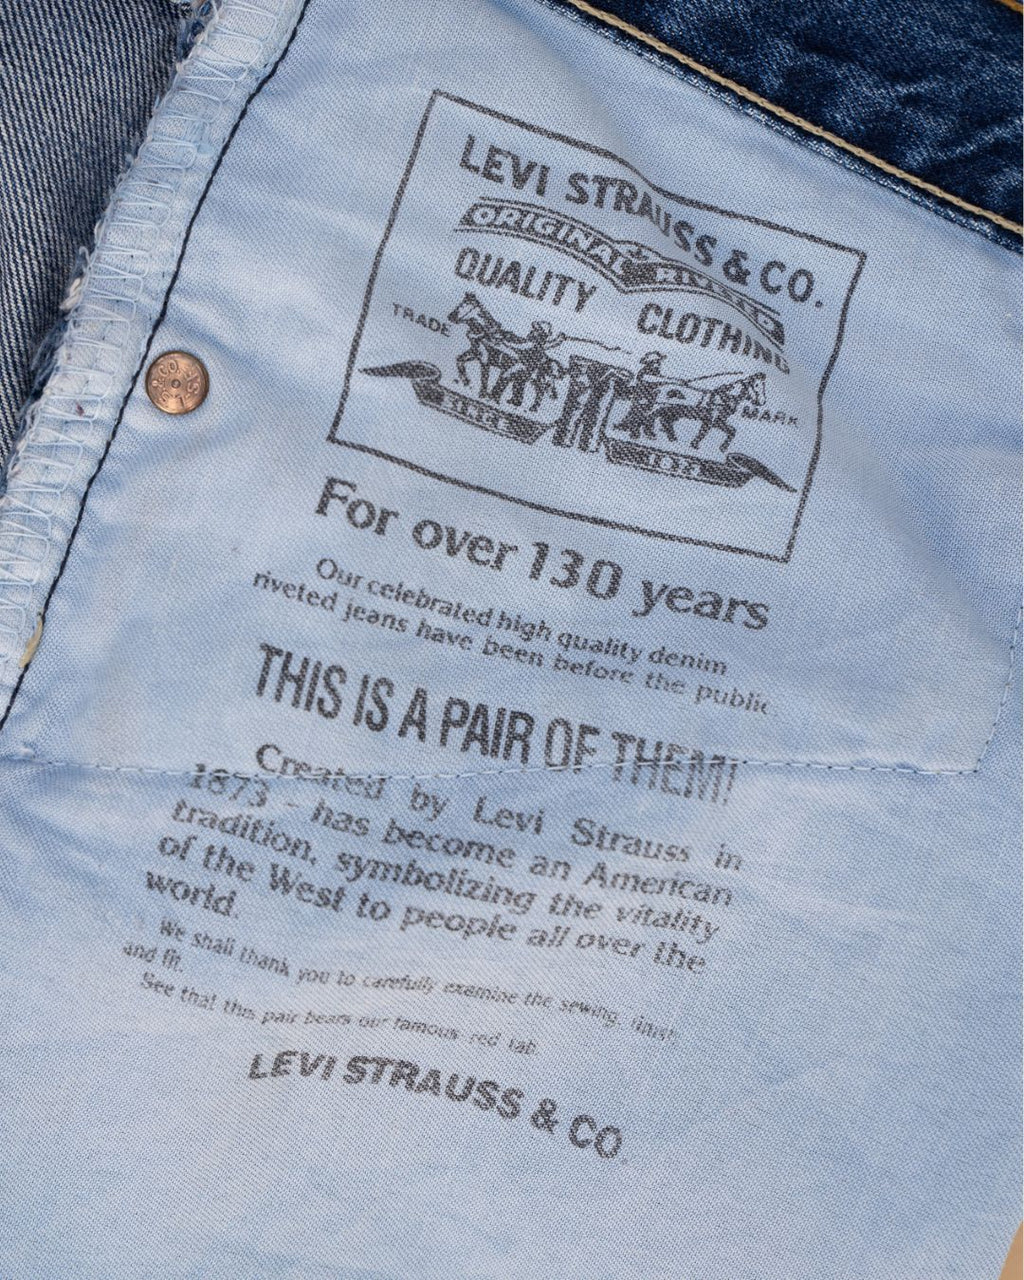 LEVI STRAUSS & CO.
ORIGINAL RIVETED
QUALITY CLOTHING
TRADE MARK
1873
For over 130 years
Our celebrated high quality denim
riveted jeans have been before the public.
THIS IS A PAIR OF THEM!
Created by Levi Strauss in
1873 - has become an American
tradition, symbolizing the vitality
of the West to people all over the
world.
We shall thank you to carefully examine the sewing, finish
and fit.
See that this pair bears our famous red tab.
LEVI STRAUSS & CO.
L.S.&CO. S.F.